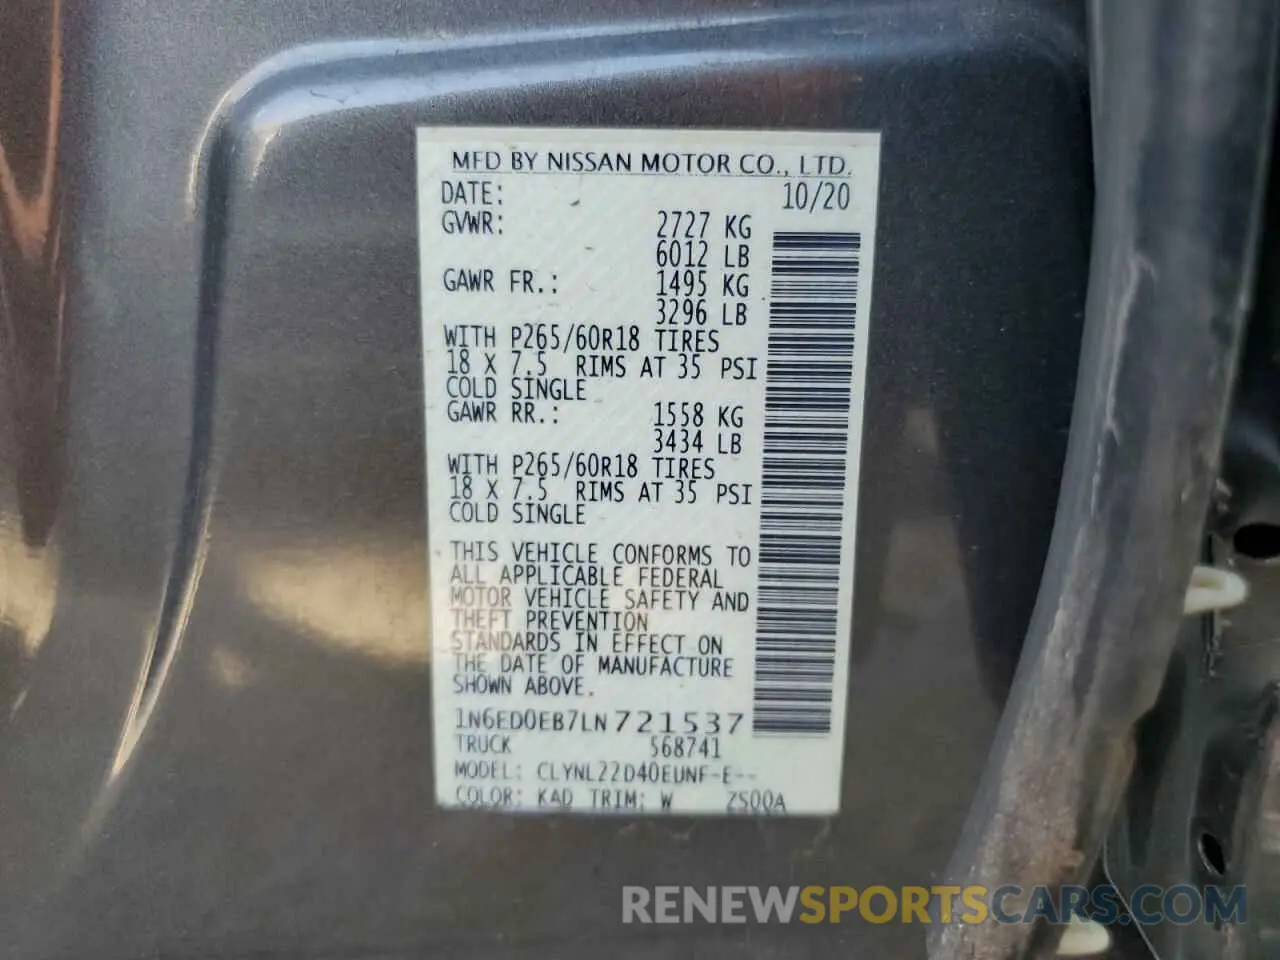 MFD BY NISSAN MOTOR CO., LTD.
DATE: 10/20
GVWR: 2727 KG
6012 LB
GAWR FR.: 1495 KG
3296 LB
WITH P265/60R18 TIRES
18 X 7.5 RIMS AT 35 PSI
COLD SINGLE
GAWR RR.: 1558 KG
3434 LB
WITH P265/60R18 TIRES
18 X 7.5 RIMS AT 35 PSI
COLD SINGLE
THIS VEHICLE CONFORMS TO
ALL APPLICABLE FEDERAL
MOTOR VEHICLE SAFETY AND
THEFT PREVENTION
STANDARDS IN EFFECT ON
THE DATE OF MANUFACTURE
SHOWN ABOVE.
1N6ED0EB7LN721537
TRUCK 568741
MODEL: CLYNL22D40EUNF-E--
COLOR: KAD TRIM: W Z500A
RENEWSPORTSCARS.COM